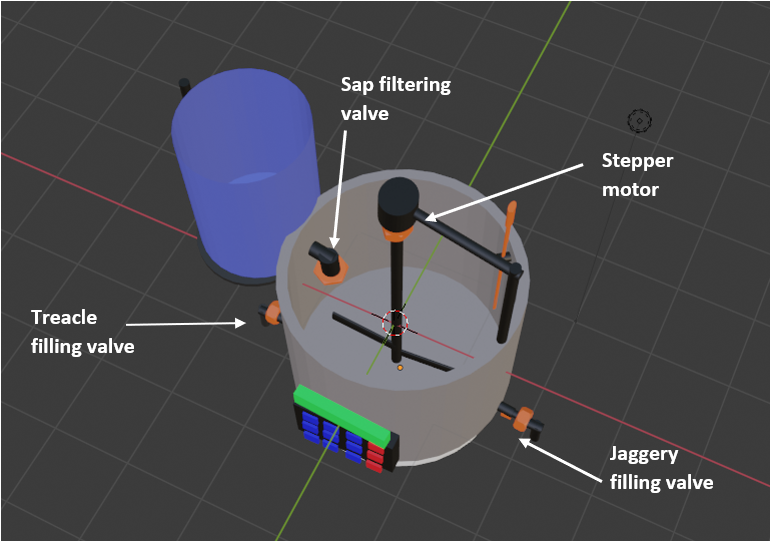 Sap filtering
valve
Stepper
motor
Treacle
filling valve
Jaggery
filling valve